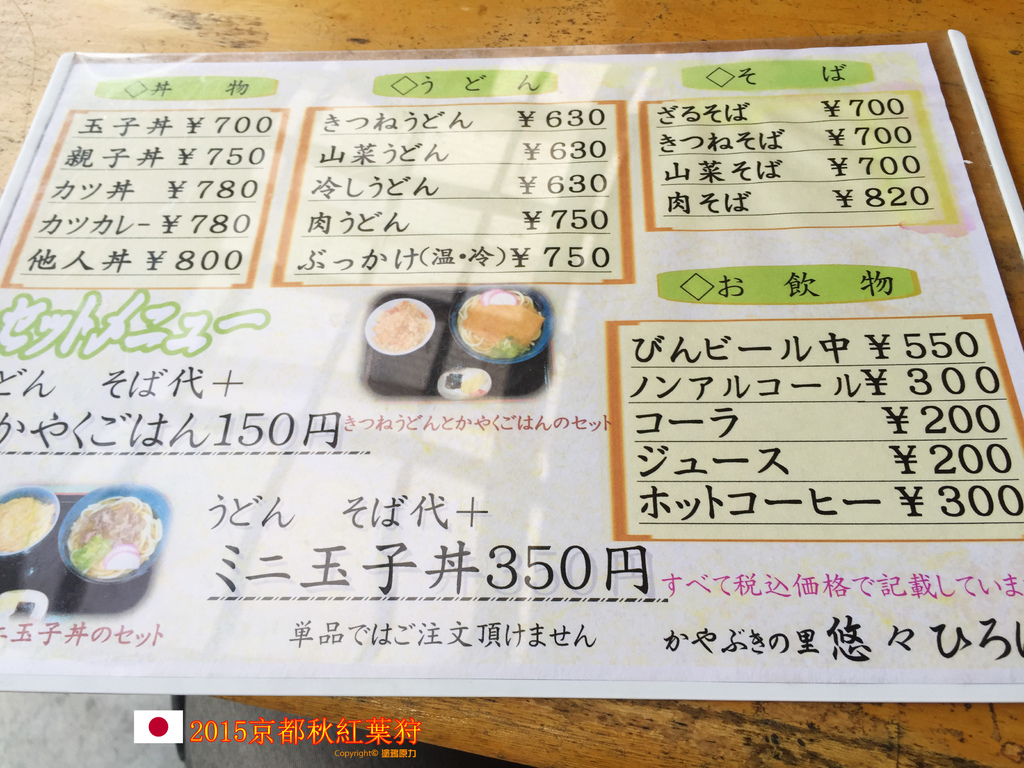 ◇丼物
玉子丼 ¥700
親子丼 ¥750
カツ丼 ¥780
カツカレー ¥780
他人丼 ¥800
◇うどん
きつねうどん ¥630
山菜うどん ¥630
冷しうどん ¥630
肉うどん ¥750
ぶっかけ(温・冷) ¥750
◇そば
ざるそば ¥700
きつねそば ¥700
山菜そば ¥700
肉そば ¥820
◇お飲物
びんビール中 ¥550
ノンアルコール ¥300
コーラ ¥200
ジュース ¥200
ホットコーヒー ¥300
セットメニュー
どん そば代+
かやくごはん150円
きつねうどんとかやくごはんのセット
うどん そば代+
ミニ玉子丼350円
ニ玉子丼のセット
単品ではご注文頂けません
すべて税込価格で記載していま
かやぶきの里 悠々ひろ
2015京都秋紅葉狩
Copyright©